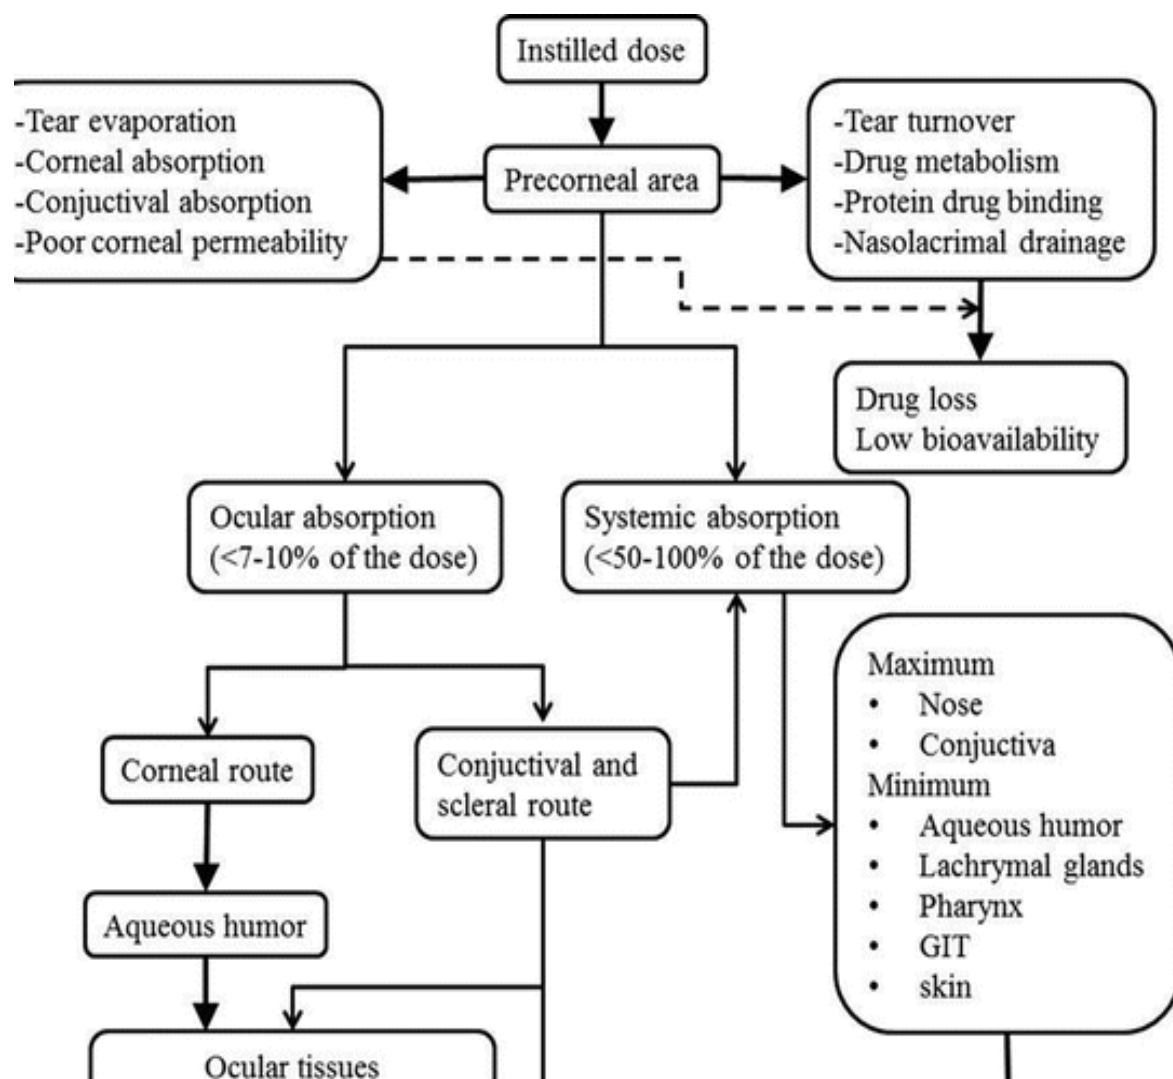 Instilled dose
-Tear evaporation
-Corneal absorption
-Conjuctival absorption
-Poor corneal permeability
Precorneal area
-Tear turnover
-Drug metabolism
-Protein drug binding
-Nasolacrimal drainage
Drug loss
Low bioavailability
Ocular absorption
(<7-10% of the dose)
Systemic absorption
(<50-100% of the dose)
Corneal route
Conjuctival and
scleral route
Maximum
• Nose
• Conjuctiva
Minimum
• Aqueous humor
• Lachrymal glands
• Pharynx
• GIT
• skin
Aqueous humor
Ocular tissues